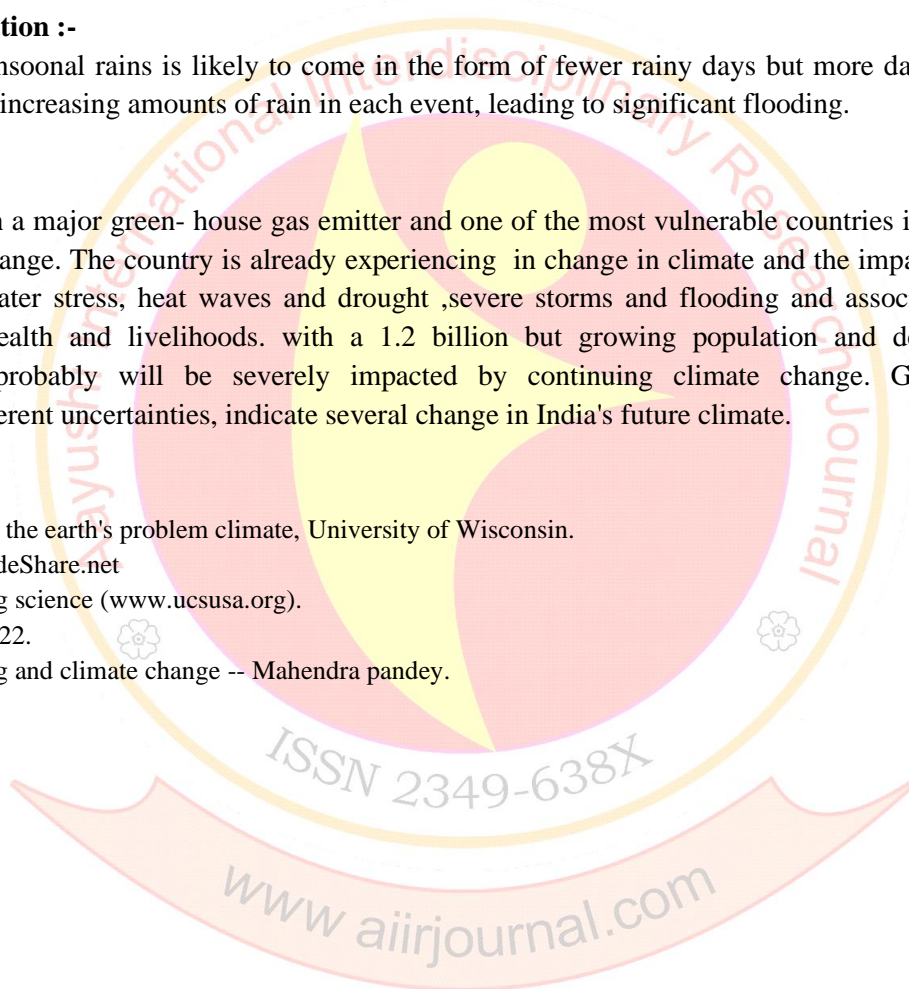 tion :-
nsoonal rains is likely to come in the form of fewer rainy days but more da
increasing amounts of rain in each event, leading to significant flooding.
a major green- house gas emitter and one of the most vulnerable countries i
ange. The country is already experiencing in change in climate and the impa
ater stress, heat waves and drought ,severe storms and flooding and assoc
ealth and livelihoods. with a 1.2 billion but growing population and d
probably will be severely impacted by continuing climate change. G
erent uncertainties, indicate several change in India's future climate.
the earth's problem climate, University of Wisconsin.
deShare.net
g science (www.ucsusa.org).
22.
g and climate change -- Mahendra pandey.
Aayushi International Interdisciplinary Research Journal
ISSN 2349-638X
www aiirjournal.com